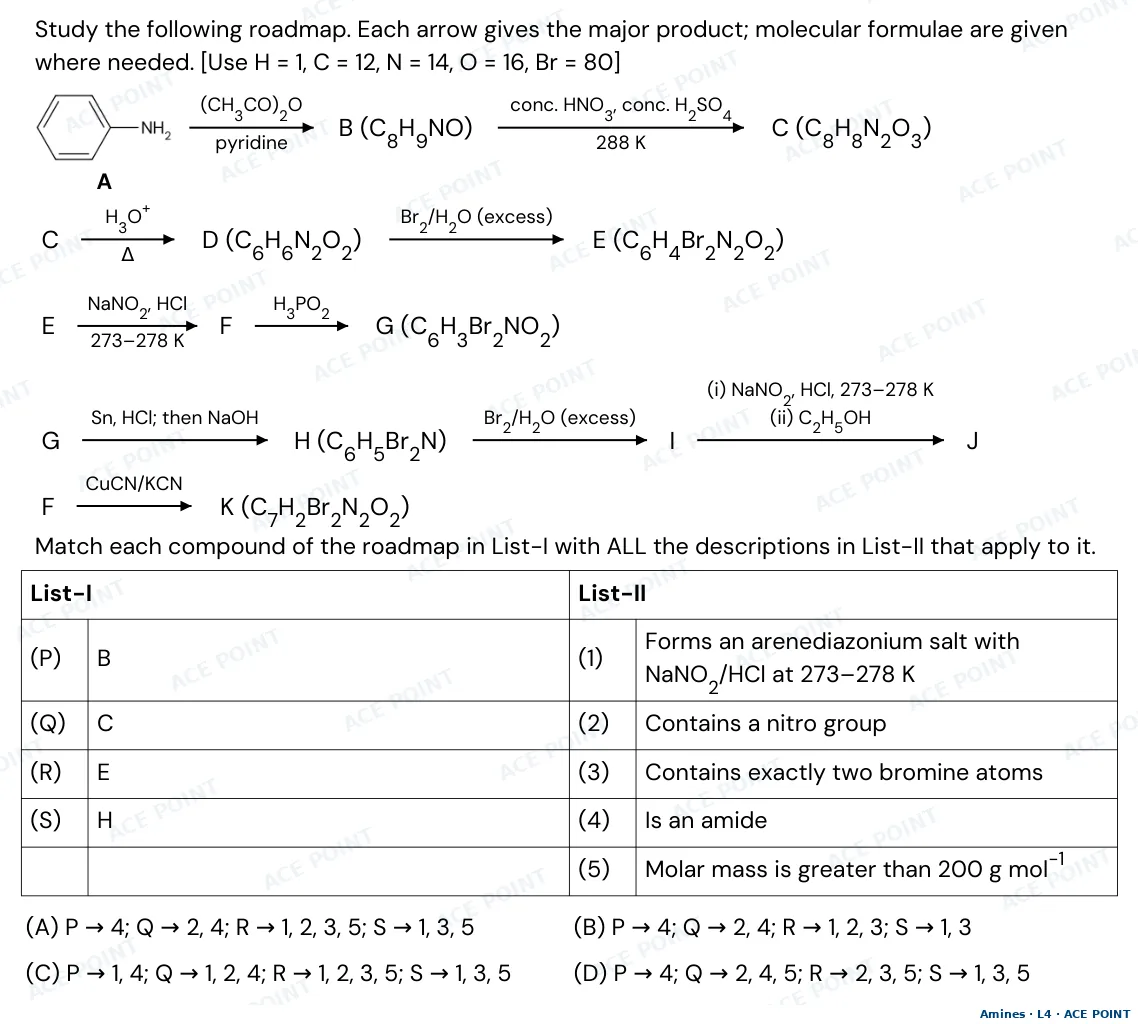 Study the following roadmap. Each arrow gives the major product; molecular formulae are given
where needed. [Use H = 1, C = 12, N = 14, O = 16, Br = 80]
NH₂ (CH₃CO)₂O pyridine B (C₈H₉NO) conc. HNO₃, conc. H₂SO₄ 288 K C (C₈H₈N₂O₃)
A
C H₃O⁺ Δ D (C₆H₆N₂O₂) Br₂/H₂O (excess) E (C₆H₄Br₂N₂O₂)
E NaNO₂, HCl 273–278 K F H₃PO₂ G (C₆H₃Br₂NO₂)
G Sn, HCl; then NaOH H (C₆H₅Br₂N) Br₂/H₂O (excess) I (i) NaNO₂, HCl, 273–278 K (ii) C₂H₅OH J
F CuCN/KCN K (C₇H₂Br₂N₂O₂)
Match each compound of the roadmap in List-I with ALL the descriptions in List-II that apply to it.
List-I List-II
(P) B (1) Forms an arenediazonium salt with
NaNO₂/HCl at 273–278 K
(Q) C (2) Contains a nitro group
(R) E (3) Contains exactly two bromine atoms
(S) H (4) Is an amide
(5) Molar mass is greater than 200 g mol⁻¹
(A) P → 4; Q → 2, 4; R → 1, 2, 3, 5; S → 1, 3, 5 (B) P → 4; Q → 2, 4; R → 1, 2, 3; S → 1, 3
(C) P → 1, 4; Q → 1, 2, 4; R → 1, 2, 3, 5; S → 1, 3, 5 (D) P → 4; Q → 2, 4, 5; R → 2, 3, 5; S → 1, 3, 5
Amines · L4 · ACE POINT